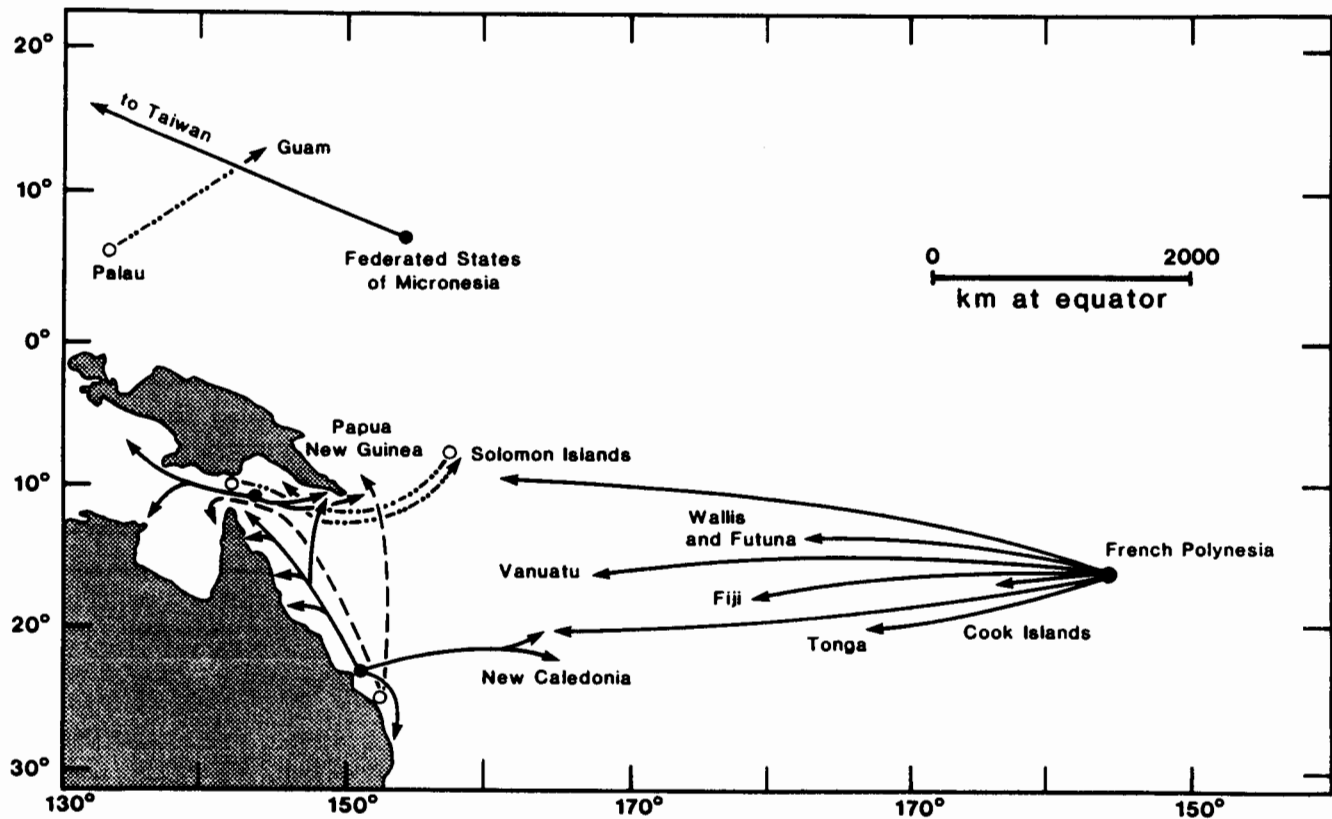 20°
to Taiwan
Guam
10°
Palau
Federated States
of Micronesia
0 2000
km at equator
0°
Papua
New Guinea
Solomon Islands
10°
Wallis
and Futuna
French Polynesia
Vanuatu
Fiji
20°
Cook Islands
Tonga
New Caledonia
30°
130° 150° 170° 170° 150°